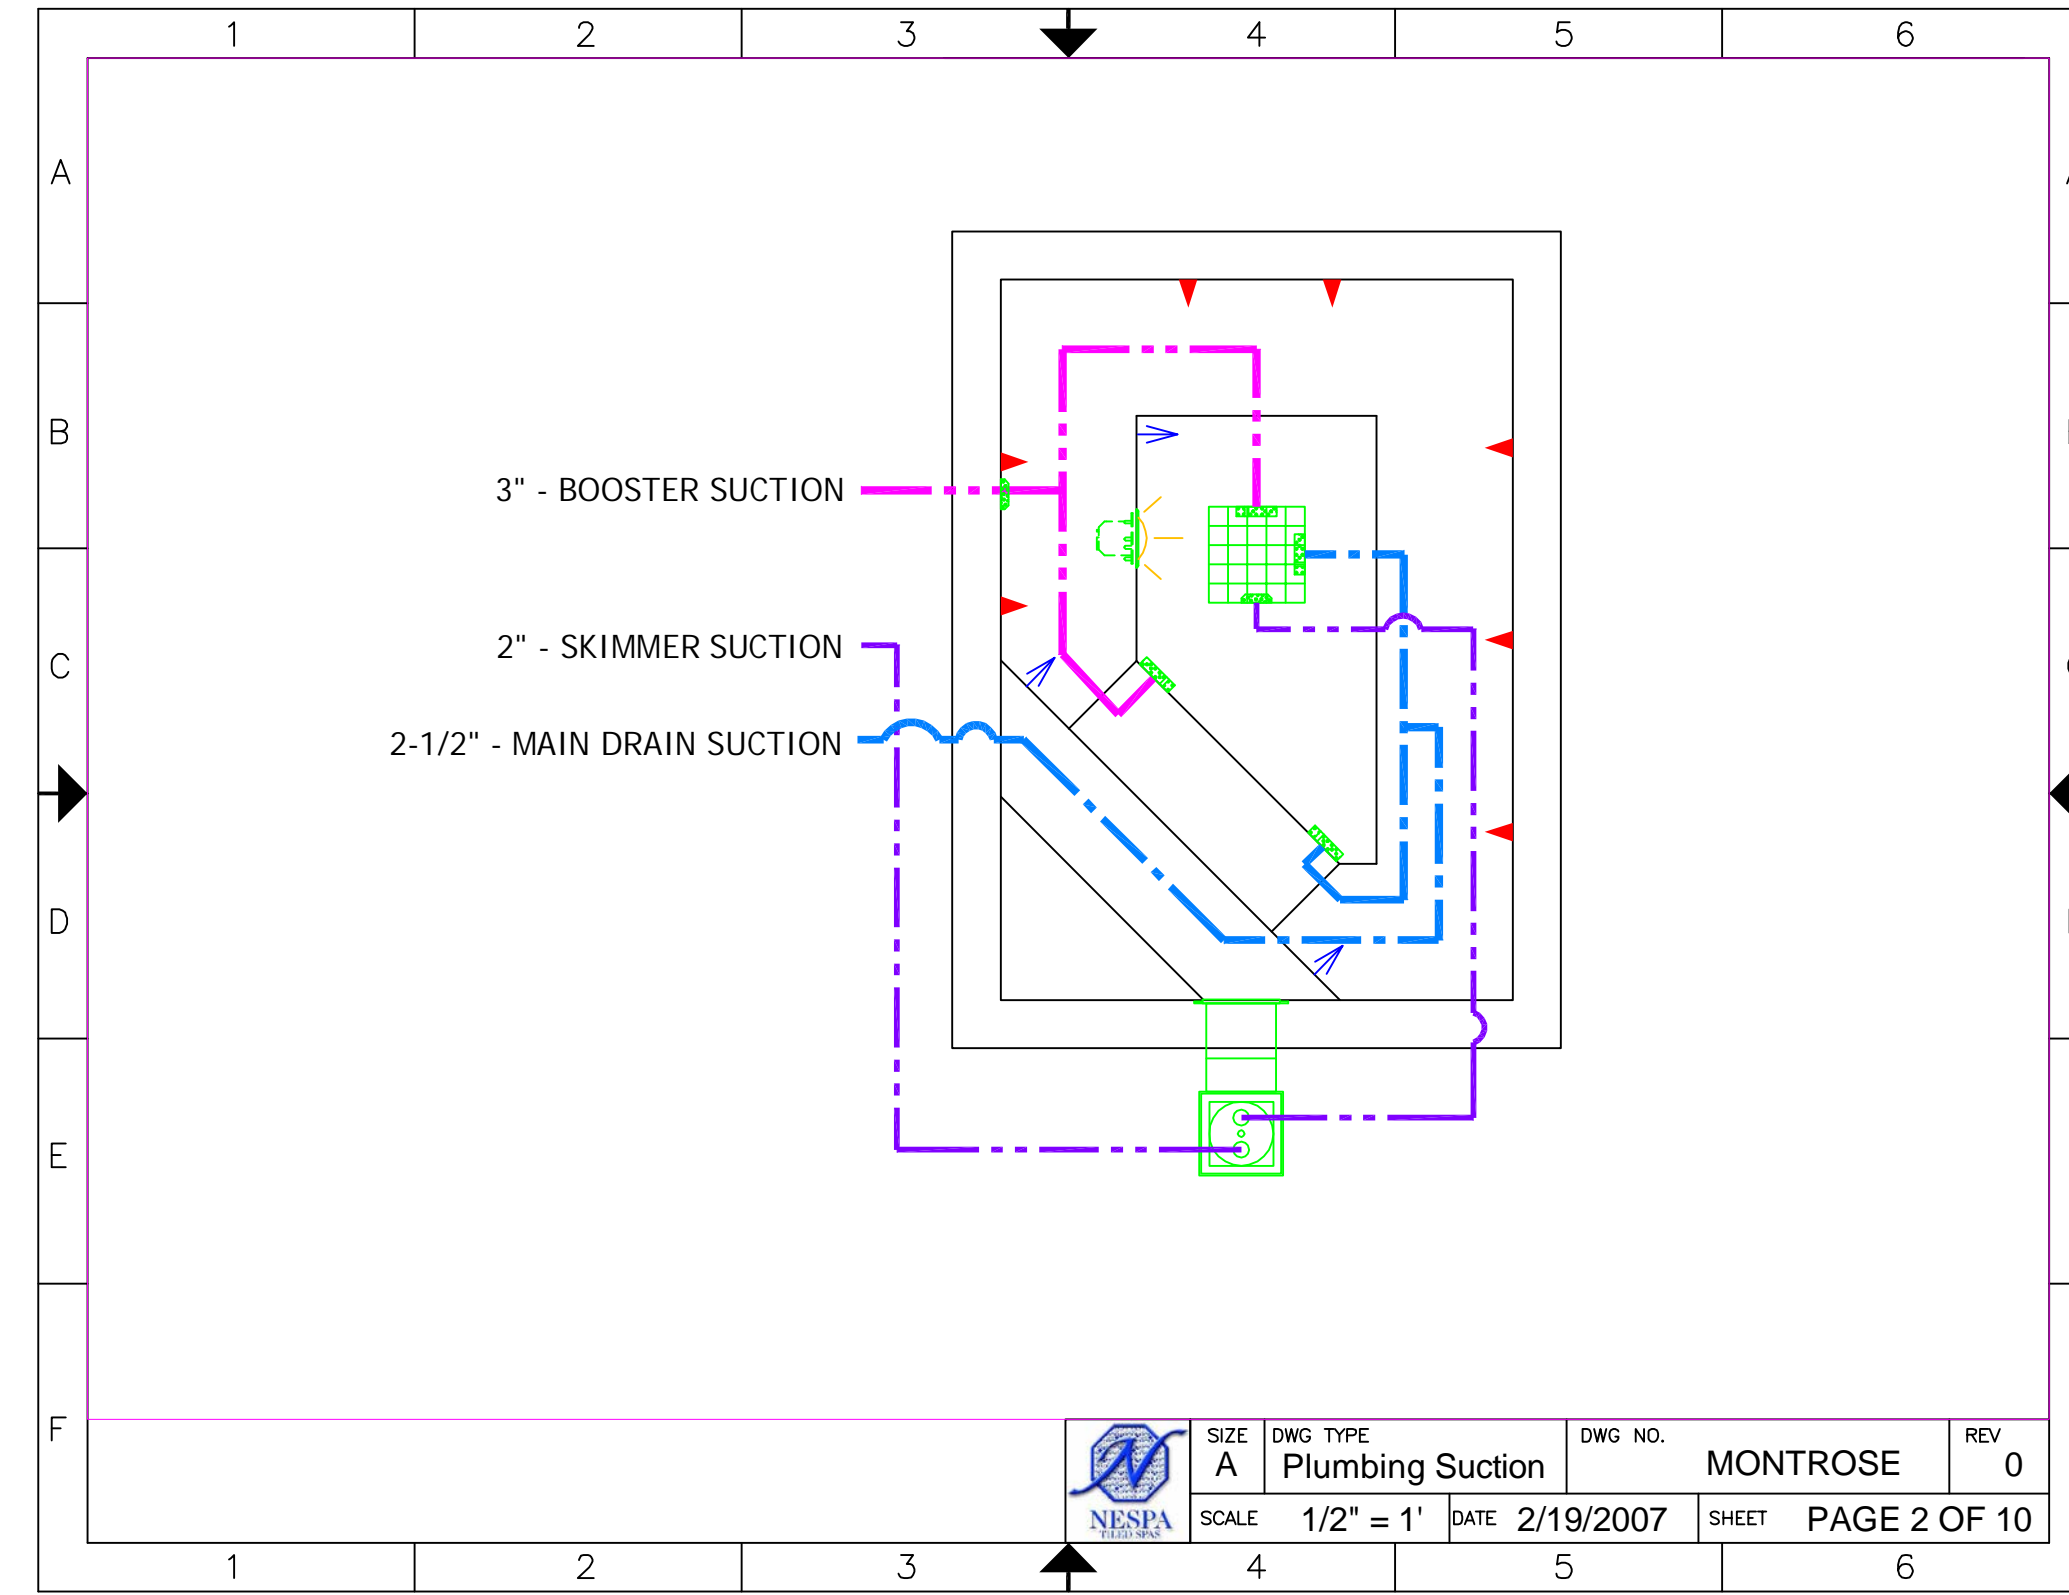 1 2 3 4 5 6
A
B
3" - BOOSTER SUCTION
2" - SKIMMER SUCTION
C
2-1/2" - MAIN DRAIN SUCTION
D
E
F
SIZE DWG TYPE DWG NO. REV
A Plumbing Suction MONTROSE 0
NESPA
TILED SPAS
SCALE 1/2" = 1' DATE 2/19/2007 SHEET PAGE 2 OF 10
1 2 3 4 5 6